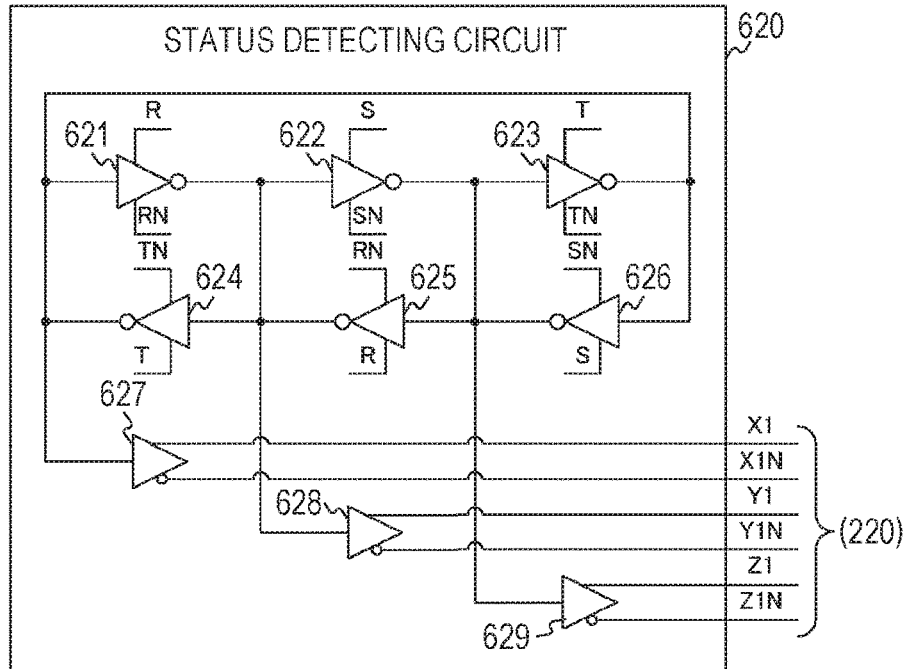 STATUS DETECTING CIRCUIT
620
R
S
T
621
622
623
RN
SN
TN
TN
RN
SN
624
625
626
T
R
S
627
X1
X1N
628
Y1
Y1N
(220)
Z1
Z1N
629